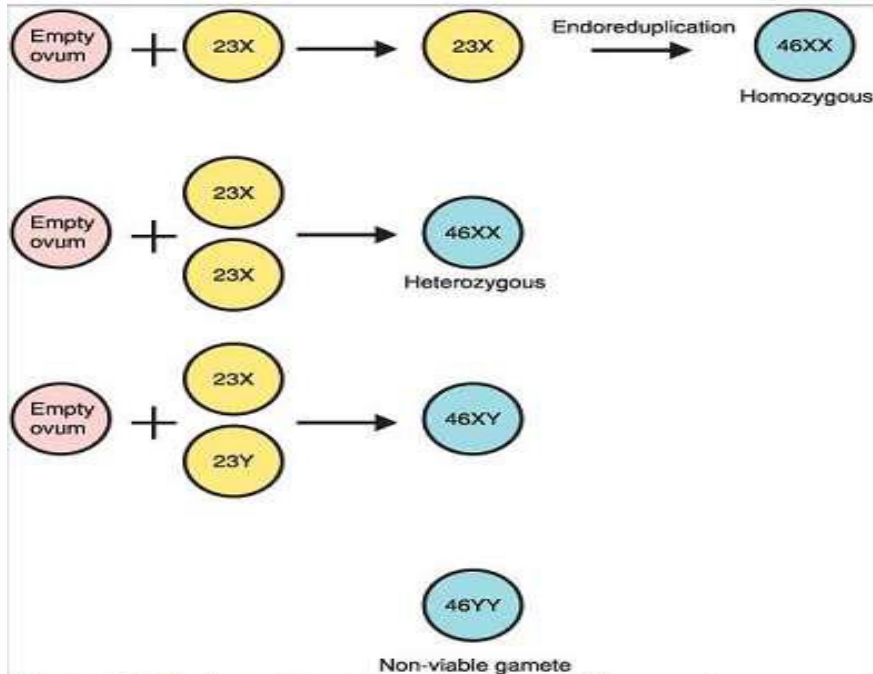 Empty
ovum
+
23X
23X
Endoreduplication
46XX
Homozygous
Empty
ovum
+
23X
23X
46XX
Heterozygous
Empty
ovum
+
23X
23Y
46XY
46YY
Non-viable gamete